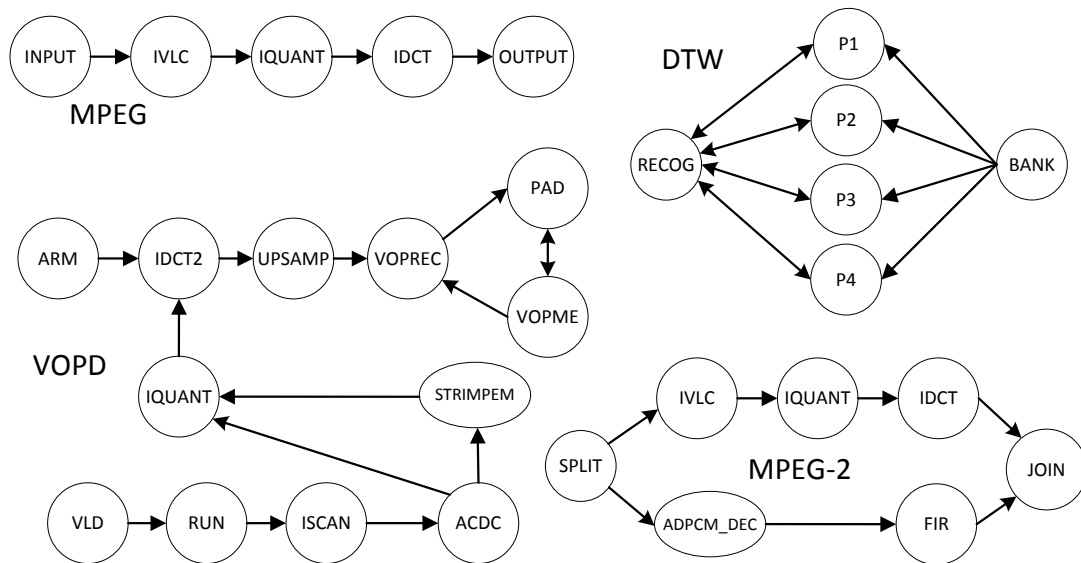 INPUT
IVLC
IQUANT
IDCT
OUTPUT
MPEG
DTW
P1
P2
P3
P4
RECOG
BANK
PAD
ARM
IDCT2
UPSAMP
VOPREC
VOPME
VOPD
IQUANT
STRIMPEM
VLD
RUN
ISCAN
ACDC
IVLC
IQUANT
IDCT
SPLIT
MPEG-2
JOIN
ADPCM_DEC
FIR